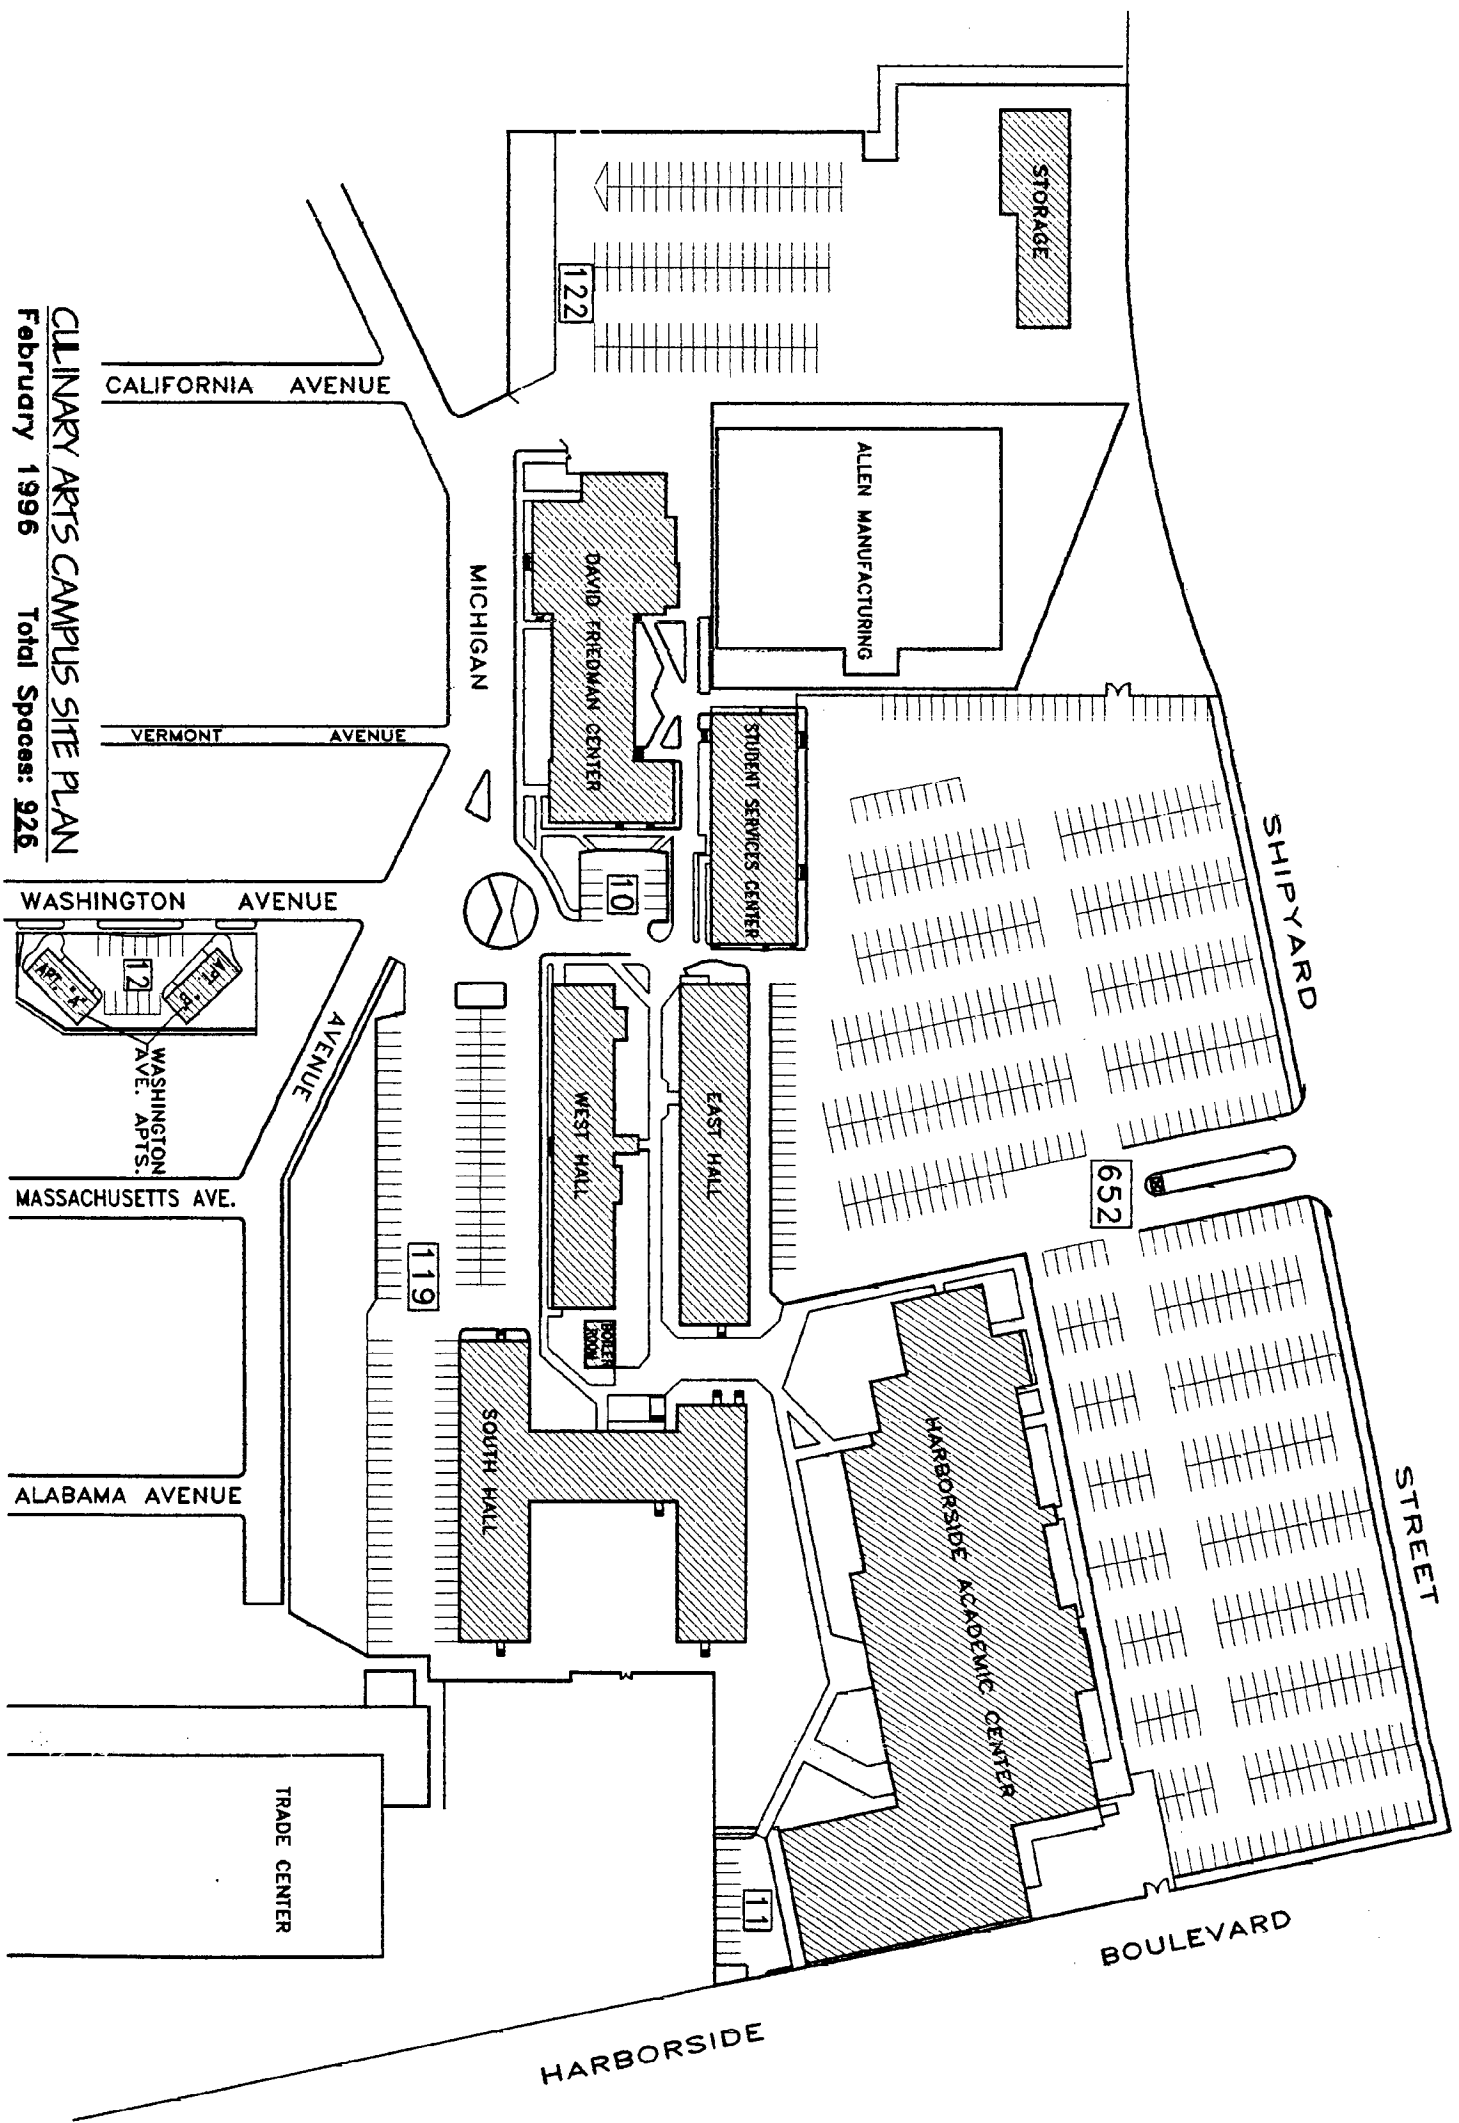 CULINARY ARTS CAMPUS SITE PLAN
February 1996 Total Spaces: 926
STORAGE
122
ALLEN MANUFACTURING
CALIFORNIA AVENUE
MICHIGAN
DAVID FRIEDMAN CENTER
VERMONT AVENUE
STUDENT SERVICES CENTER
10
SHIPYARD
WASHINGTON AVENUE
12
APT. "A"
APT. "B"
WASHINGTON
AVE. APTS.
AVENUE
WEST HALL
EAST HALL
652
MASSACHUSETTS AVE.
119
BOILER
ROOM
SOUTH HALL
HARBORSIDE ACADEMIC CENTER
STREET
ALABAMA AVENUE
TRADE CENTER
11
BOULEVARD
HARBORSIDE